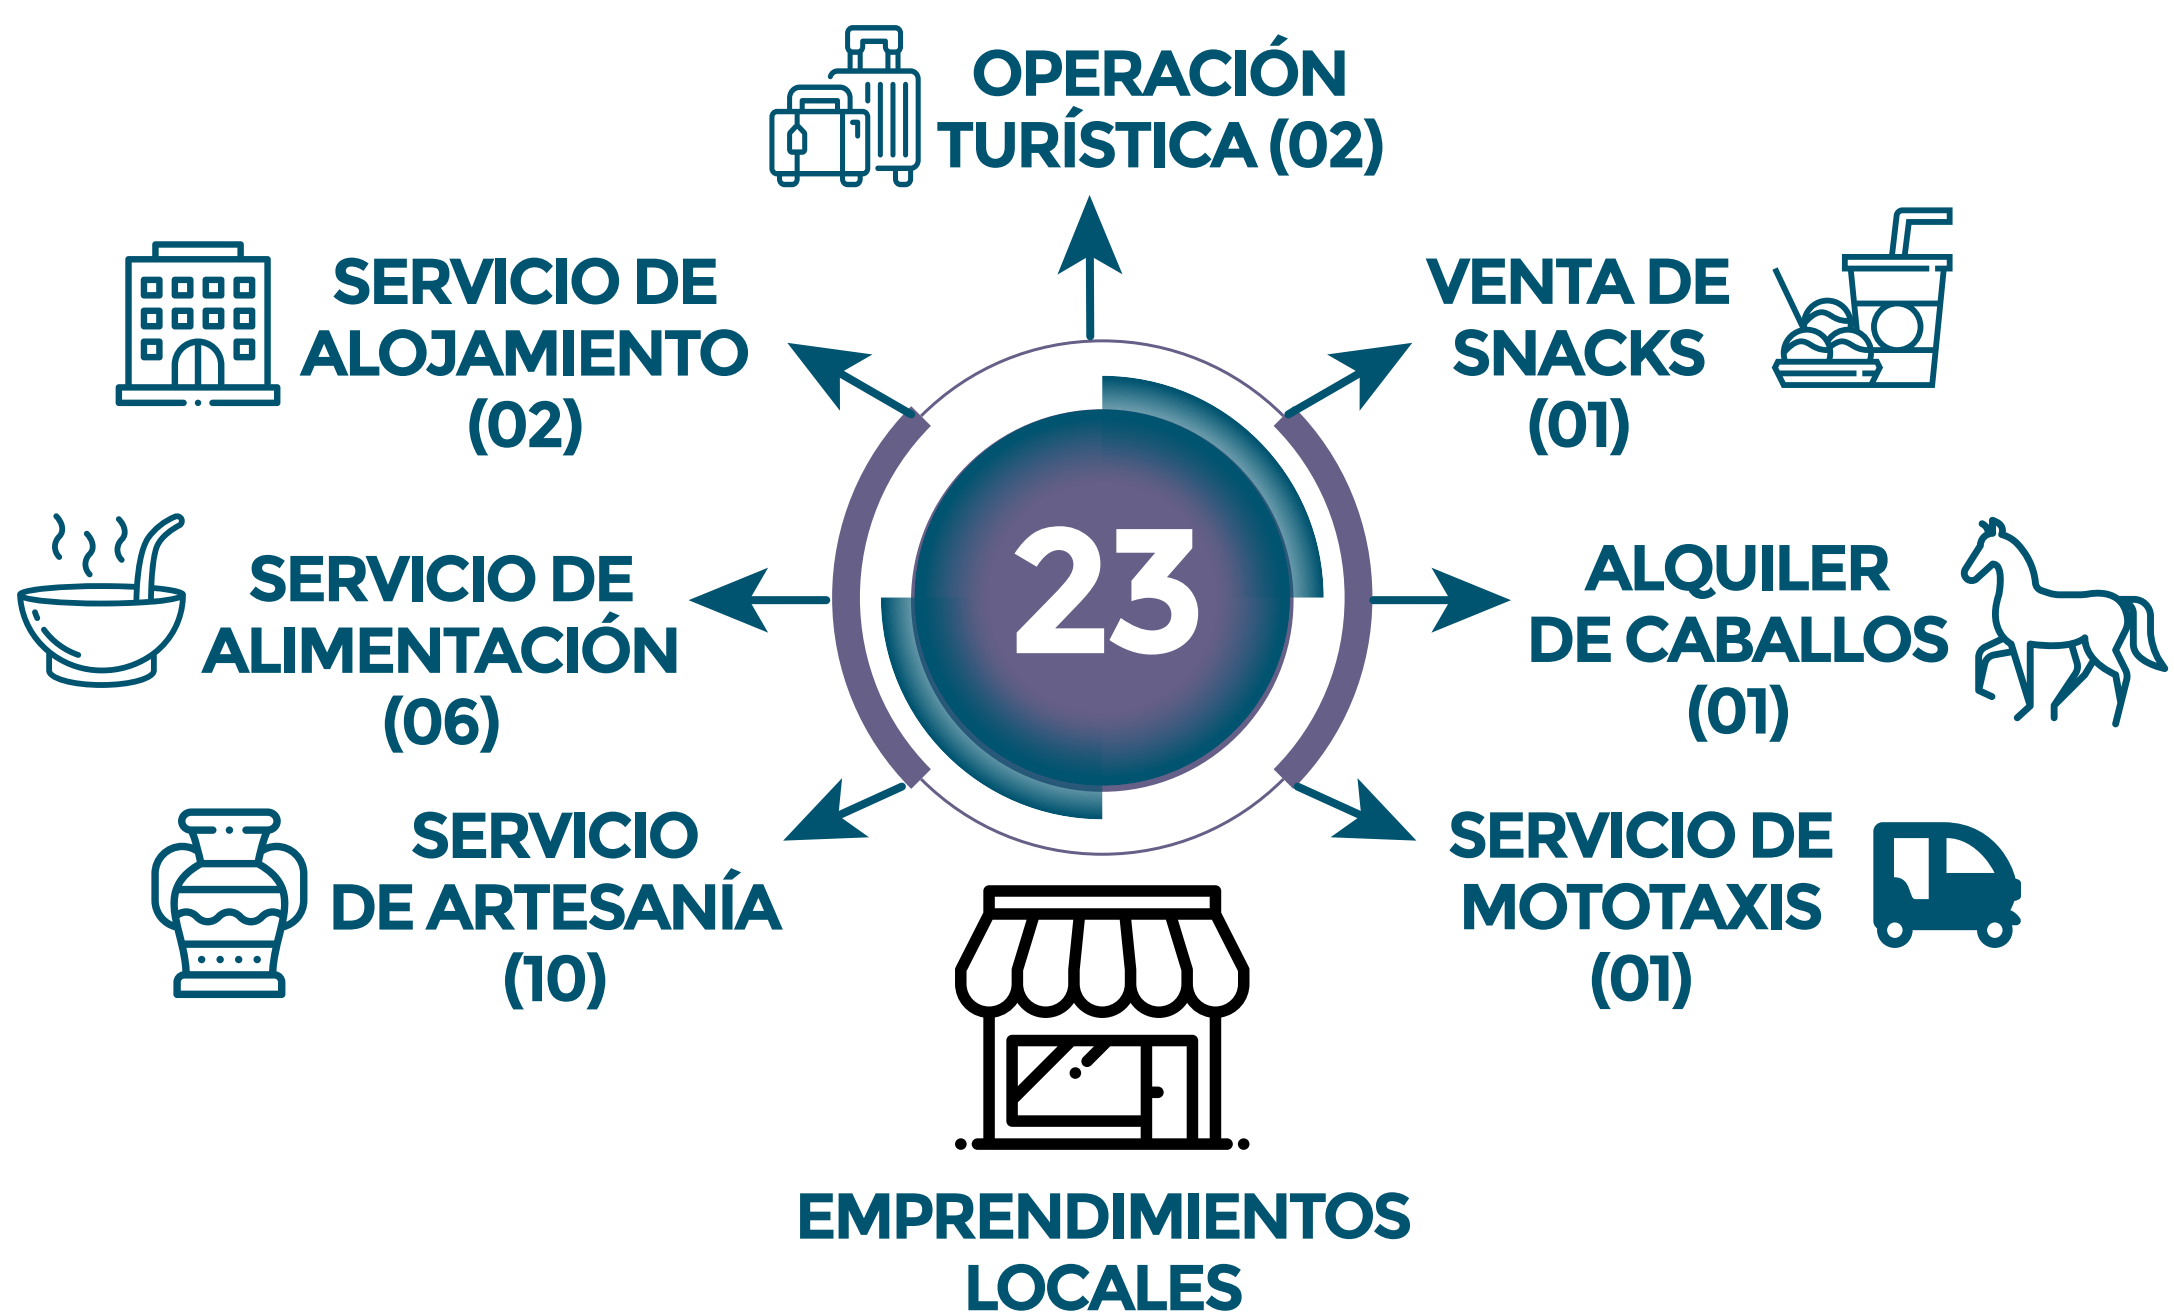 OPERACIÓN
TURÍSTICA (02)
SERVICIO DE
ALOJAMIENTO
(02)
VENTA DE
SNACKS
(01)
23
SERVICIO DE
ALIMENTACIÓN
(06)
ALQUILER
DE CABALLOS
(01)
SERVICIO
DE ARTESANÍA
(10)
SERVICIO DE
MOTOTAXIS
(01)
EMPRENDIMIENTOS
LOCALES